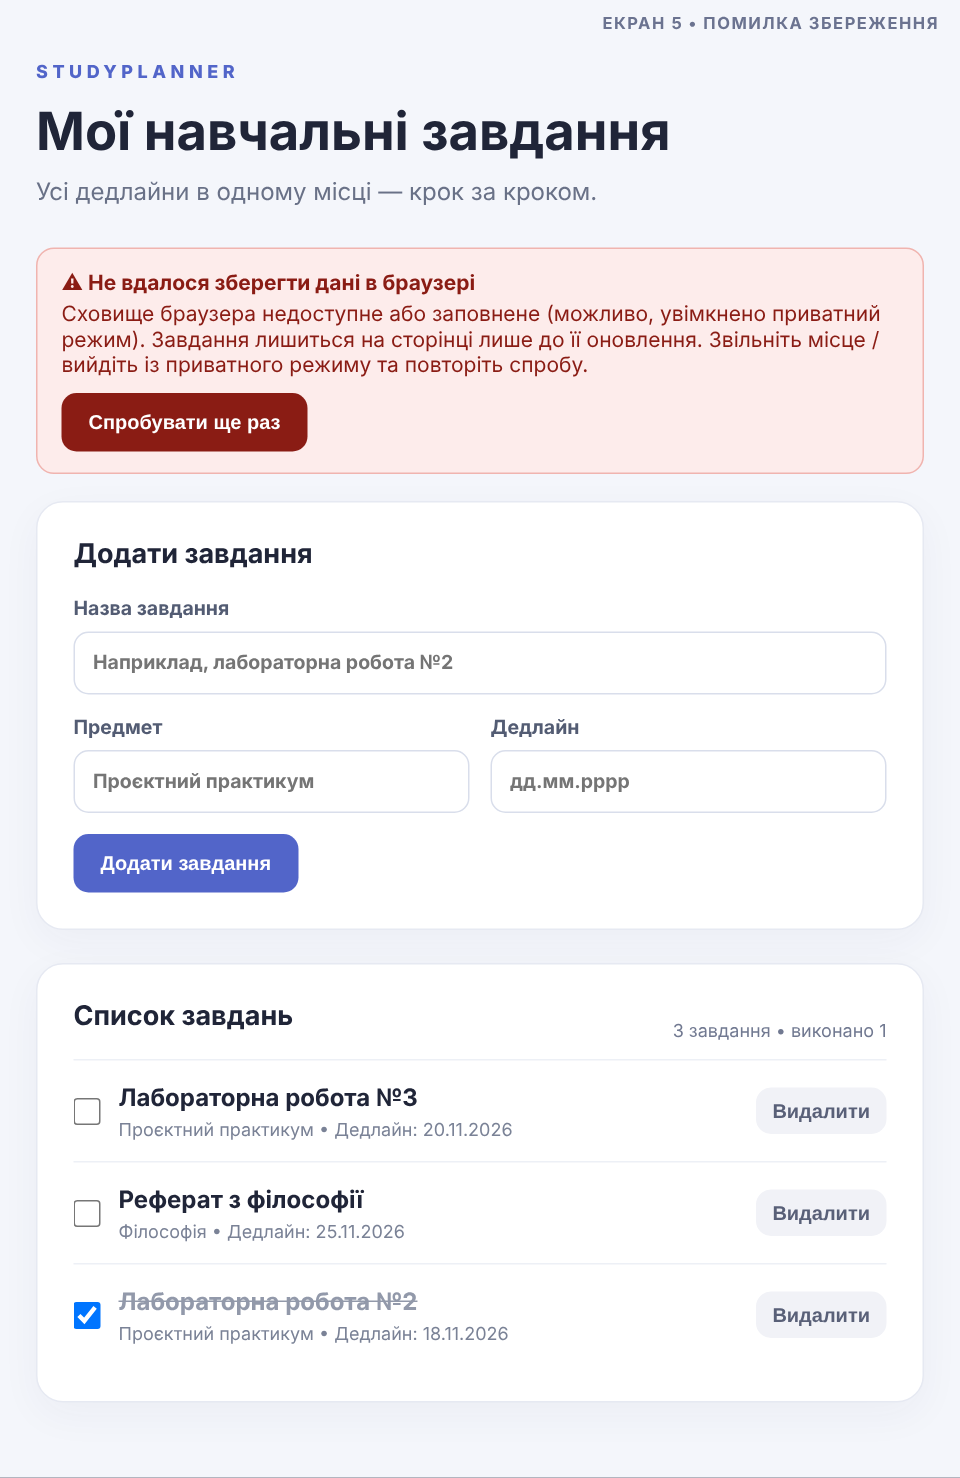 ЕКРАН 5 • ПОМИЛКА ЗБЕРЕЖЕННЯ
STUDYPLANNER
Мої навчальні завдання
Усі дедлайни в одному місці — крок за кроком.
⚠ Не вдалося зберегти дані в браузері
Сховище браузера недоступне або заповнене (можливо, увімкнено приватний
режим). Завдання лишиться на сторінці лише до її оновлення. Звільніть місце /
вийдіть із приватного режиму та повторіть спробу.
Спробувати ще раз
Додати завдання
Назва завдання
Наприклад, лабораторна робота №2
Предмет
Дедлайн
Проєктний практикум
дд.мм.рррр
Додати завдання
Список завдань
3 завдання • виконано 1
Лабораторна робота №3
Проєктний практикум • Дедлайн: 20.11.2026
Видалити
Реферат з філософії
Філософія • Дедлайн: 25.11.2026
Видалити
Лабораторна робота №2
Проєктний практикум • Дедлайн: 18.11.2026
Видалити